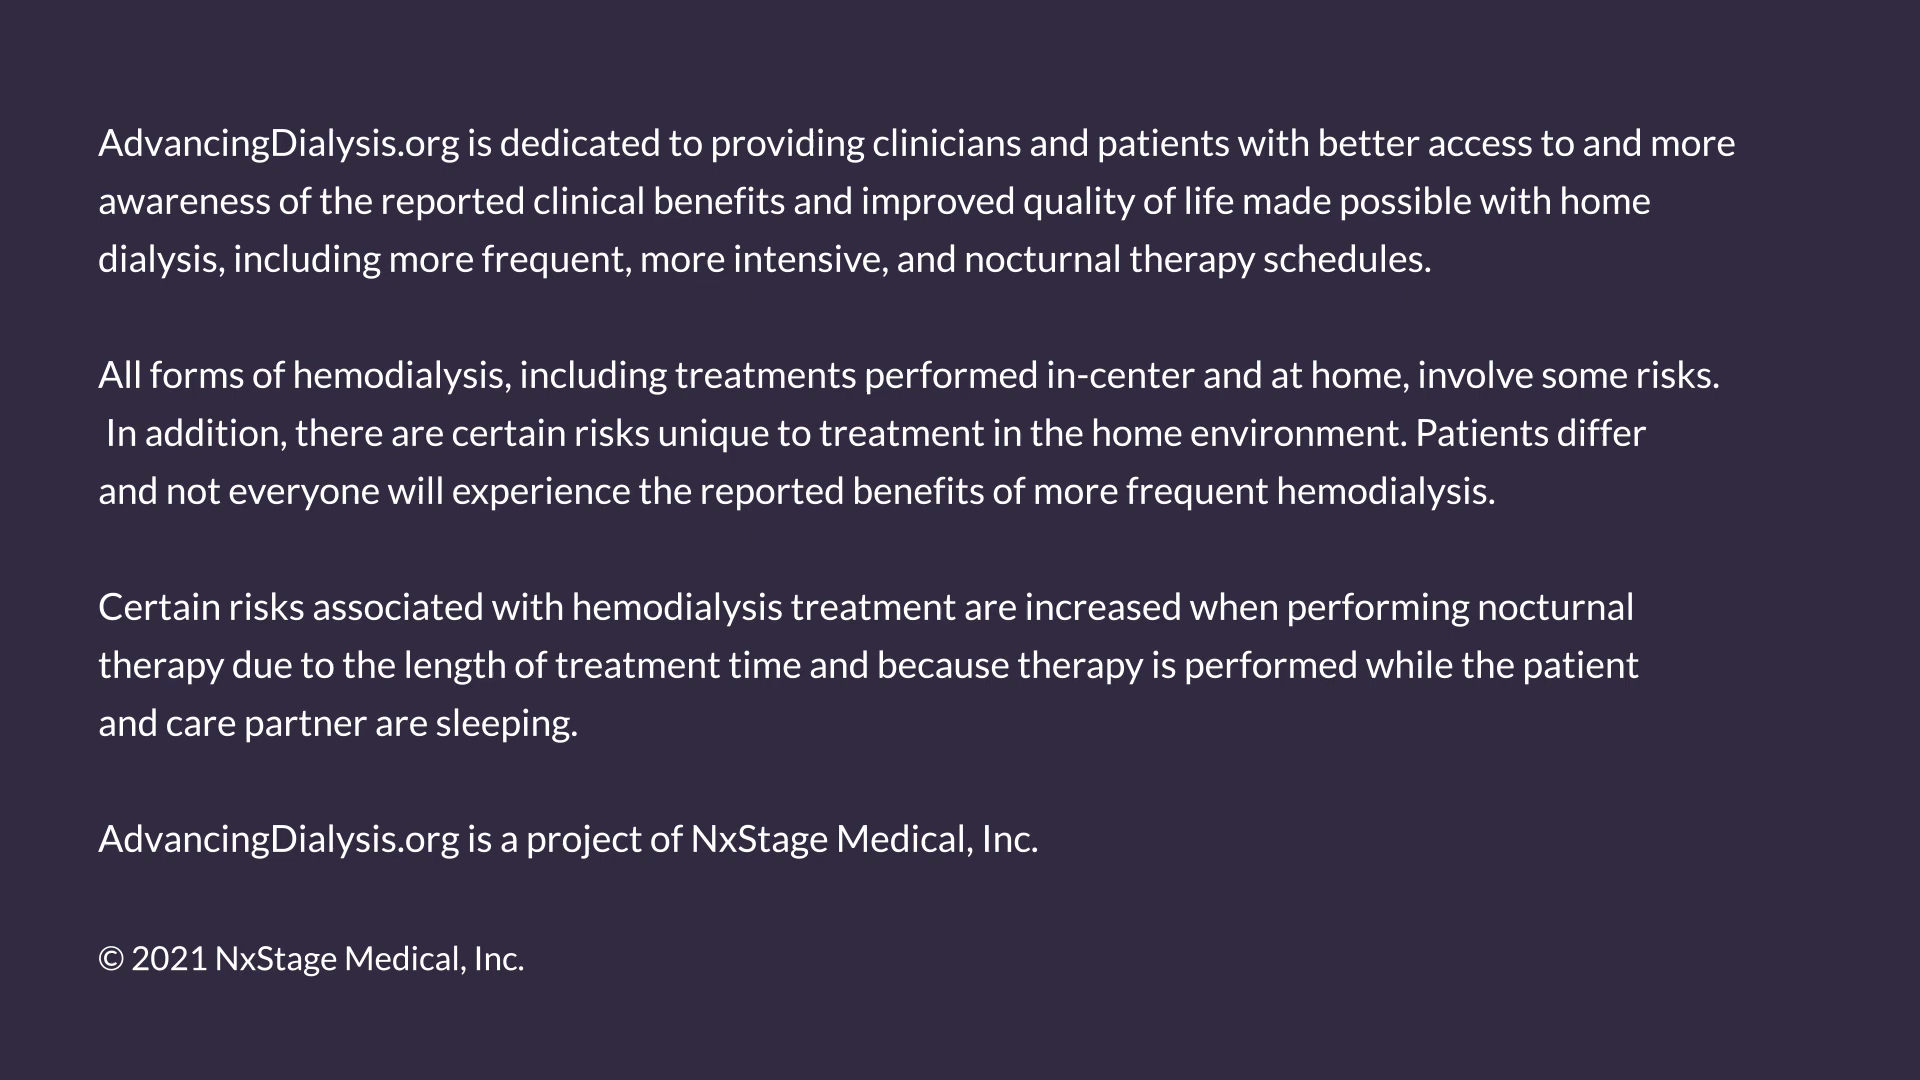 AdvancingDialysis.org is dedicated to providing clinicians and patients with better access to and more
awareness of the reported clinical benefits and improved quality of life made possible with home
dialysis, including more frequent, more intensive, and nocturnal therapy schedules.
All forms of hemodialysis, including treatments performed in-center and at home, involve some risks.
In addition, there are certain risks unique to treatment in the home environment. Patients differ
and not everyone will experience the reported benefits of more frequent hemodialysis.
Certain risks associated with hemodialysis treatment are increased when performing nocturnal
therapy due to the length of treatment time and because therapy is performed while the patient
and care partner are sleeping.
AdvancingDialysis.org is a project of NxStage Medical, Inc.
© 2021 NxStage Medical, Inc.